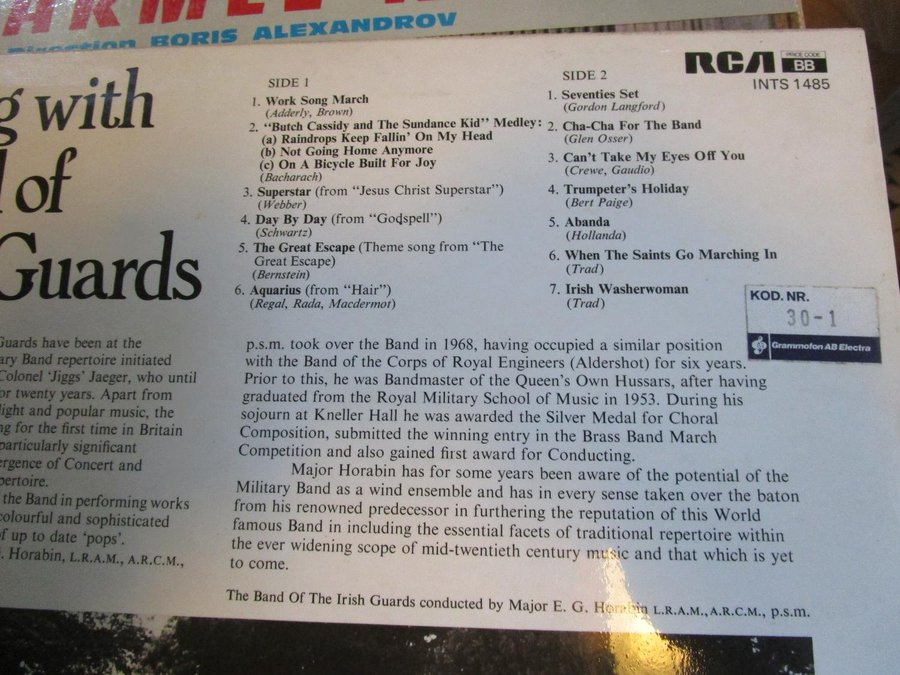 Direction BORIS ALEXANDROV
g with
of
Guards
SIDE 1
1. Work Song March
(Adderly, Brown)
2. "Butch Cassidy and The Sundance Kid" Medley:
(a) Raindrops Keep Fallin' On My Head
(b) Not Going Home Anymore
(c) On A Bicycle Built For Joy
(Bacharach)
3. Superstar (from "Jesus Christ Superstar")
(Webber)
4. Day By Day (from "Godspell")
(Schwartz)
5. The Great Escape (Theme song from "The
Great Escape)
(Bernstein)
6. Aquarius (from "Hair")
(Regal, Rada, Macdermot)
SIDE 2
1. Seventies Set
(Gordon Langford)
2. Cha-Cha For The Band
(Glen Osser)
3. Can't Take My Eyes Off You
(Crewe, Gaudio)
4. Trumpeter's Holiday
(Bert Paige)
5. Abanda
(Hollanda)
6. When The Saints Go Marching In
(Trad)
7. Irish Washerwoman
(Trad)
RCA PRICE CODE
BB
INTS 1485
KOD. NR.
30-1
Grammofon AB Electra
Guards have been at the
ary Band repertoire initiated
Colonel 'Jiggs' Jaeger, who until
or twenty years. Apart from
light and popular music, the
ng for the first time in Britain
particularly significant
ergence of Concert and
pertoire.
the Band in performing works
colourful and sophisticated
of up to date 'pops'.
. Horabin, L.R.A.M., A.R.C.M.,
p.s.m. took over the Band in 1968, having occupied a similar position
with the Band of the Corps of Royal Engineers (Aldershot) for six years.
Prior to this, he was Bandmaster of the Queen's Own Hussars, after having
graduated from the Royal Military School of Music in 1953. During his
sojourn at Kneller Hall he was awarded the Silver Medal for Choral
Composition, submitted the winning entry in the Brass Band March
Competition and also gained first award for Conducting.
Major Horabin has for some years been aware of the potential of the
Military Band as a wind ensemble and has in every sense taken over the baton
from his renowned predecessor in furthering the reputation of this World
famous Band in including the essential facets of traditional repertoire within
the ever widening scope of mid-twentieth century music and that which is yet
to come.
The Band Of The Irish Guards conducted by Major E. G. Horabin L.R.A.M., A.R.C.M., p.s.m.